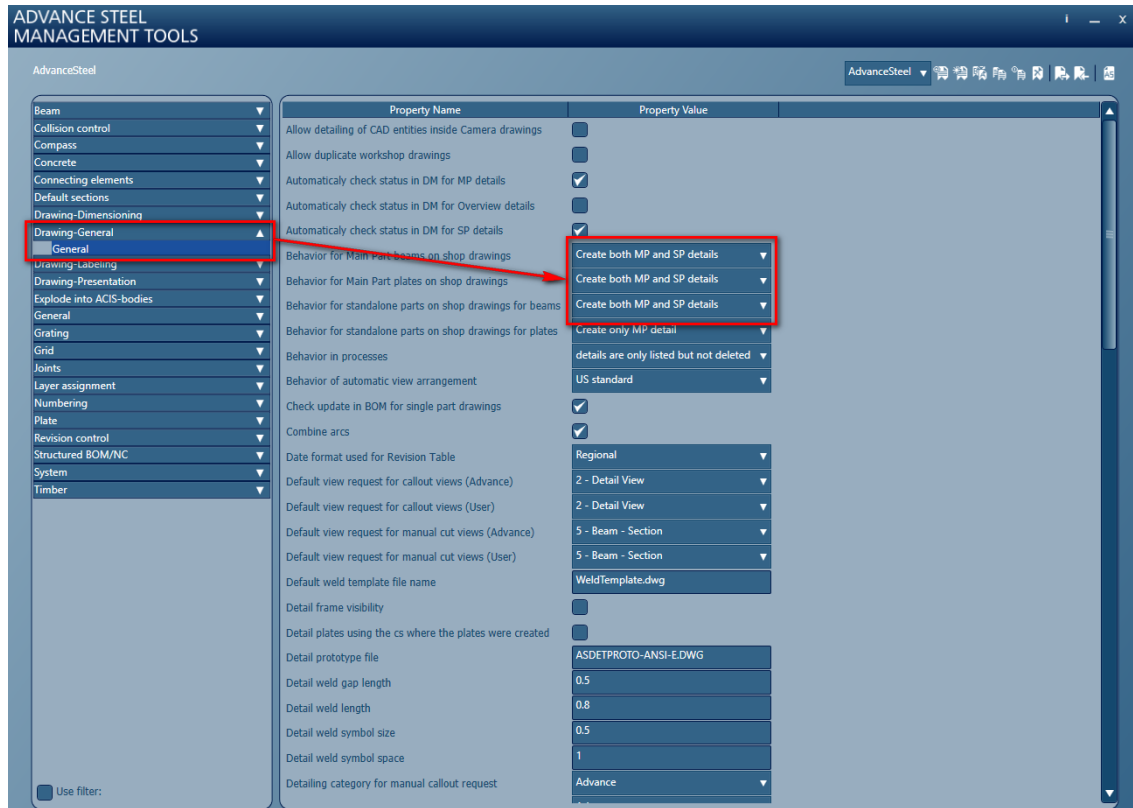 ADVANCE STEEL
MANAGEMENT TOOLS
i _ x
AdvanceSteel
AdvanceSteel
Beam
Collision control
Compass
Concrete
Connecting elements
Default sections
Drawing-Dimensioning
Drawing-General
General
Drawing-Labeling
Drawing-Presentation
Explode into ACIS-bodies
General
Grating
Grid
Joints
Layer assignment
Numbering
Plate
Revision control
Structured BOM/NC
System
Timber
Use filter:
Property Name Property Value
Allow detailing of CAD entities inside Camera drawings
Allow duplicate workshop drawings
Automaticaly check status in DM for MP details
Automaticaly check status in DM for Overview details
Automaticaly check status in DM for SP details
Behavior for Main Part beams on shop drawings Create both MP and SP details
Behavior for Main Part plates on shop drawings Create both MP and SP details
Behavior for standalone parts on shop drawings for beams Create both MP and SP details
Behavior for standalone parts on shop drawings for plates Create only MP detail
Behavior in processes details are only listed but not deleted
Behavior of automatic view arrangement US standard
Check update in BOM for single part drawings
Combine arcs
Date format used for Revision Table Regional
Default view request for callout views (Advance) 2 - Detail View
Default view request for callout views (User) 2 - Detail View
Default view request for manual cut views (Advance) 5 - Beam - Section
Default view request for manual cut views (User) 5 - Beam - Section
Default weld template file name WeldTemplate.dwg
Detail frame visibility
Detail plates using the cs where the plates were created
Detail prototype file ASDETPROTO-ANSI-E.DWG
Detail weld gap length 0.5
Detail weld length 0.8
Detail weld symbol size 0.5
Detail weld symbol space 1
Detailing category for manual callout request Advance